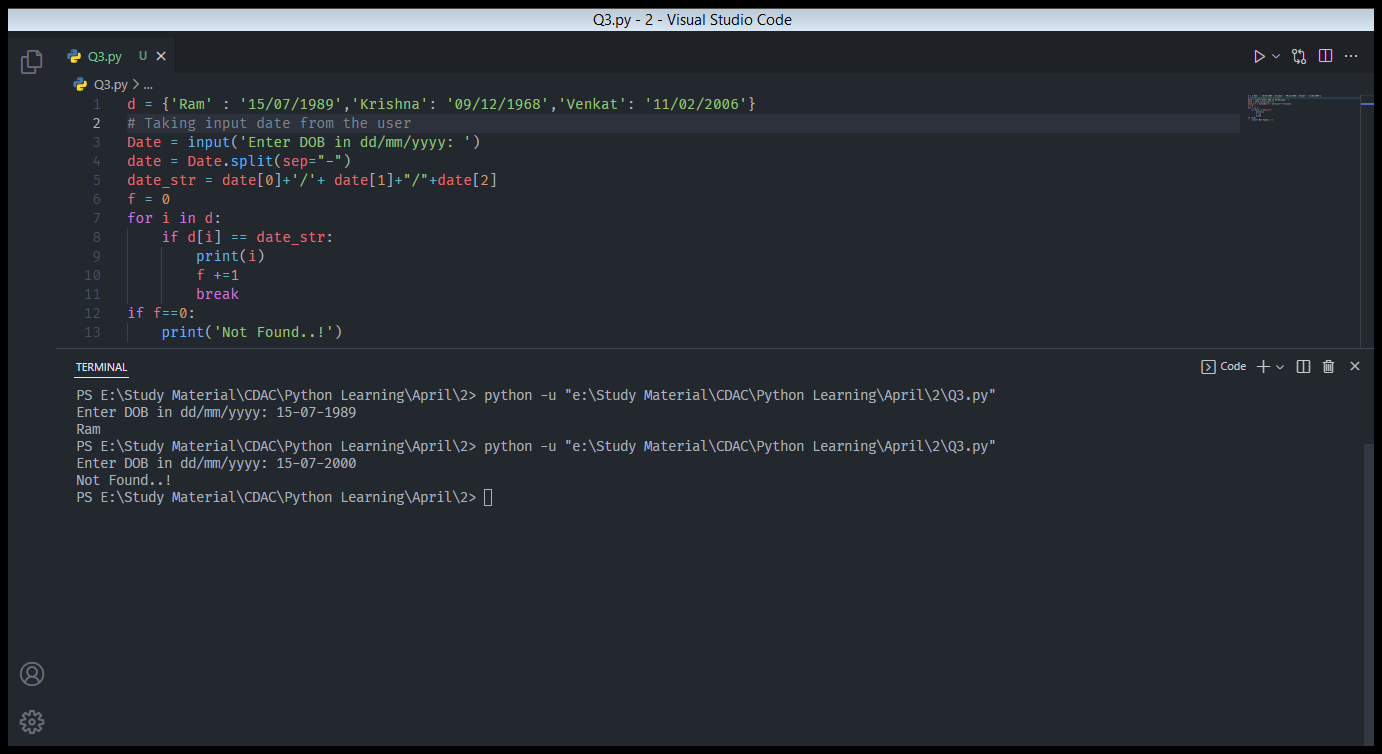 Q3.py - 2 - Visual Studio Code
Q3.py U
Q3.py > ...
1 d = {'Ram' : '15/07/1989','Krishna': '09/12/1968','Venkat': '11/02/2006'}
2 # Taking input date from the user
3 Date = input('Enter DOB in dd/mm/yyyy: ')
4 date = Date.split(sep="-")
5 date_str = date[0]+'/'+ date[1]+"/"+date[2]
6 f = 0
7 for i in d:
8     if d[i] == date_str:
9         print(i)
10         f +=1
11         break
12 if f==0:
13     print('Not Found..!')
TERMINAL
Code
PS E:\Study Material\CDAC\Python Learning\April\2> python -u "e:\Study Material\CDAC\Python Learning\April\2\Q3.py"
Enter DOB in dd/mm/yyyy: 15-07-1989
Ram
PS E:\Study Material\CDAC\Python Learning\April\2> python -u "e:\Study Material\CDAC\Python Learning\April\2\Q3.py"
Enter DOB in dd/mm/yyyy: 15-07-2000
Not Found..!
PS E:\Study Material\CDAC\Python Learning\April\2>